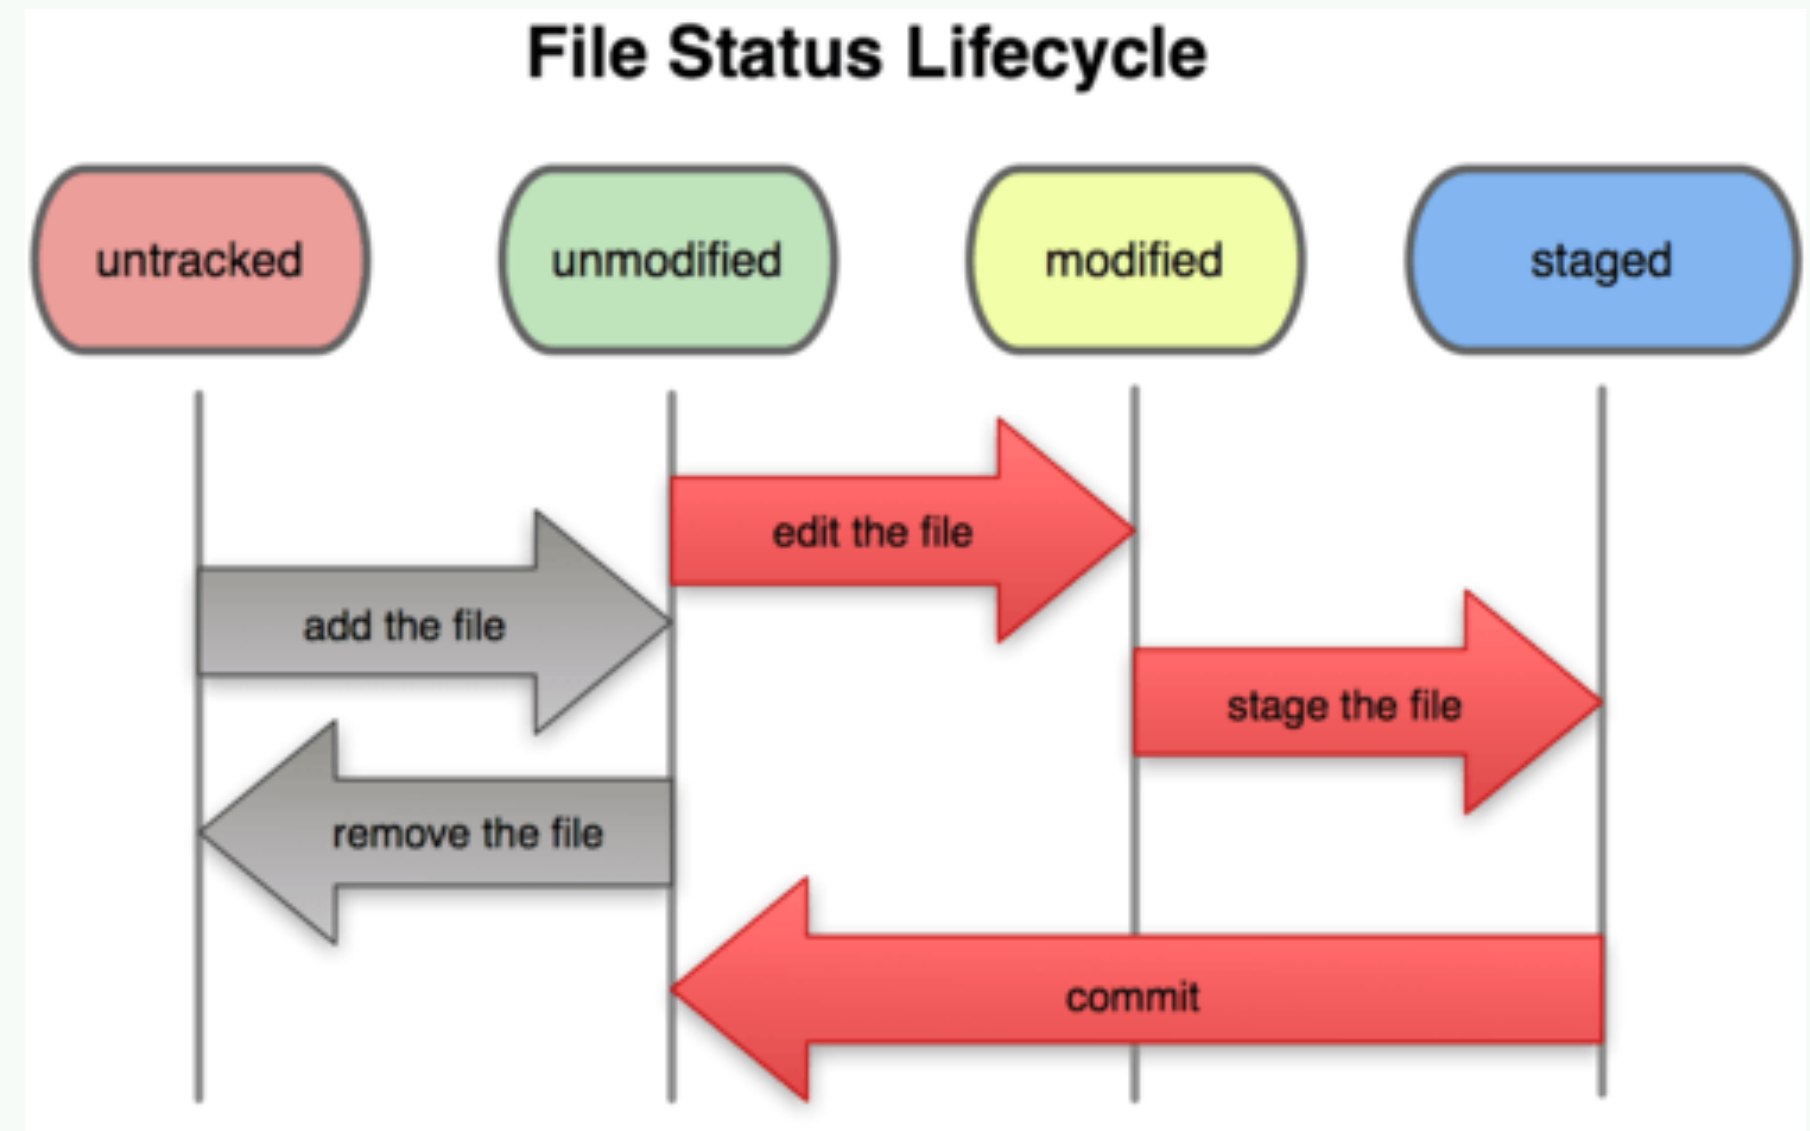 File Status Lifecycle
untracked
unmodified
modified
staged
edit the file
add the file
stage the file
remove the file
commit